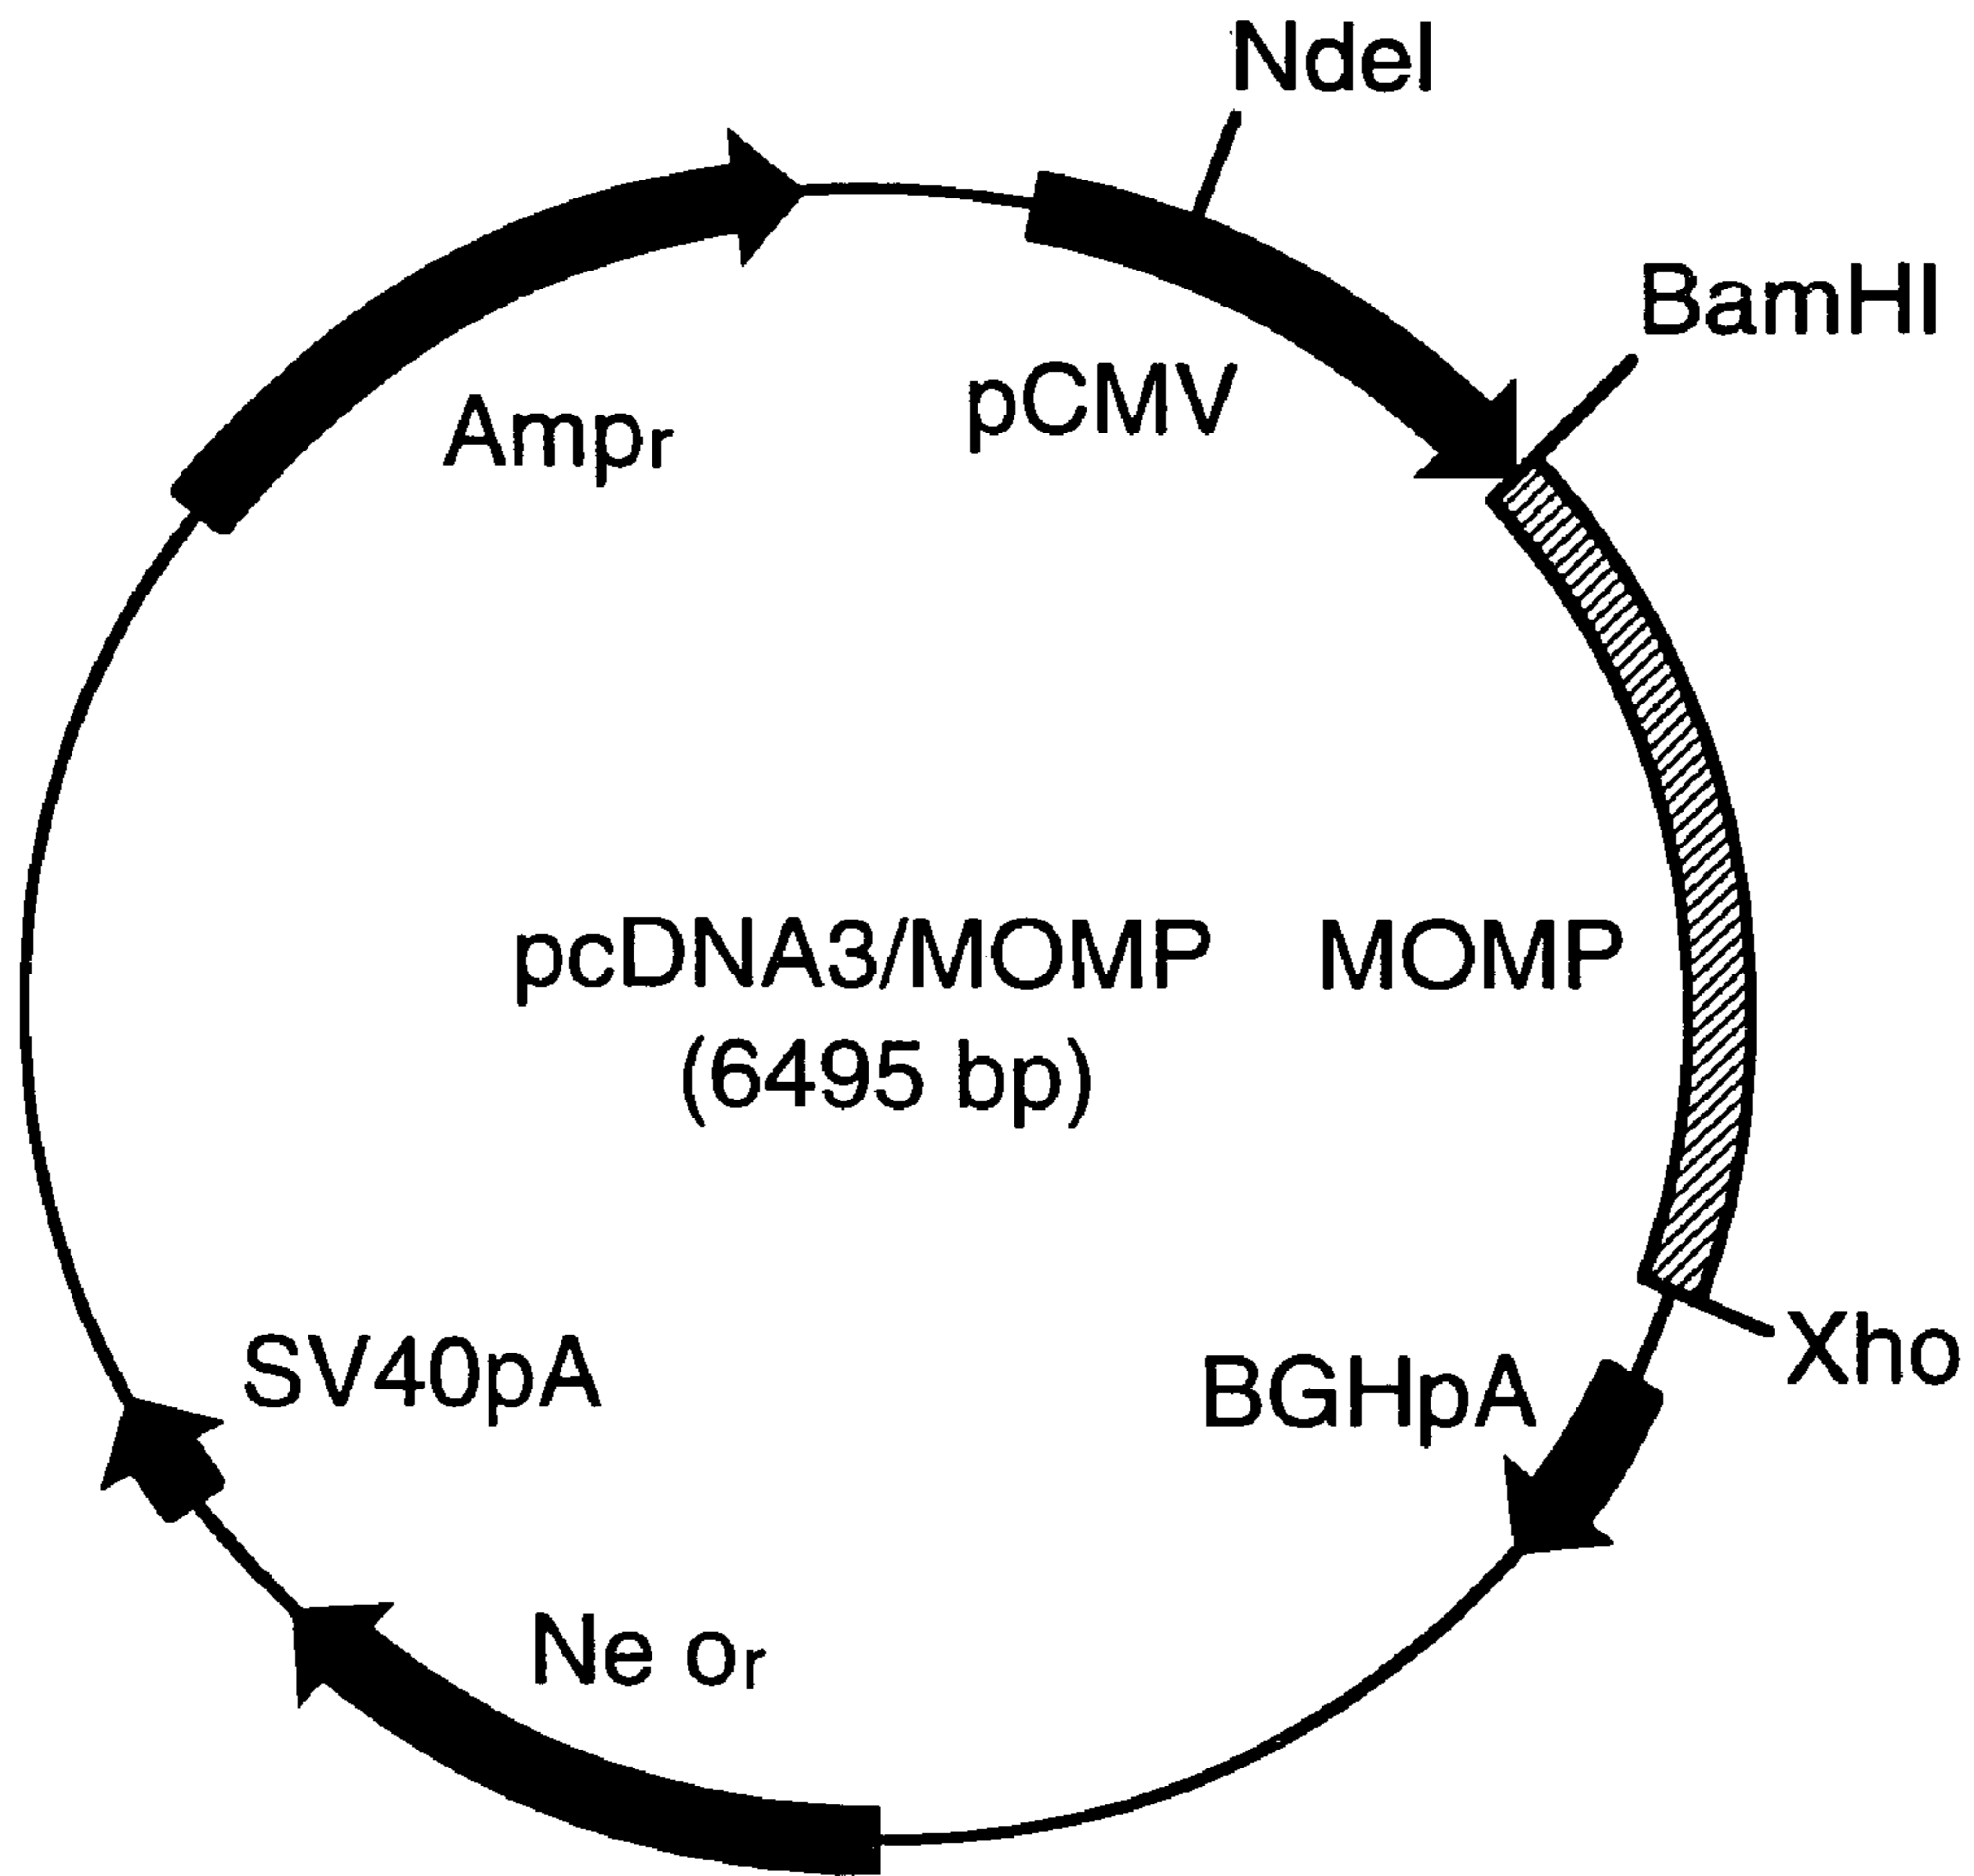 NdeI
BamHI
pCMV
Ampr
pcDNA3/MOMP
(6495 bp)
MOMP
Xho
BGHpA
SV40pA
Ne or